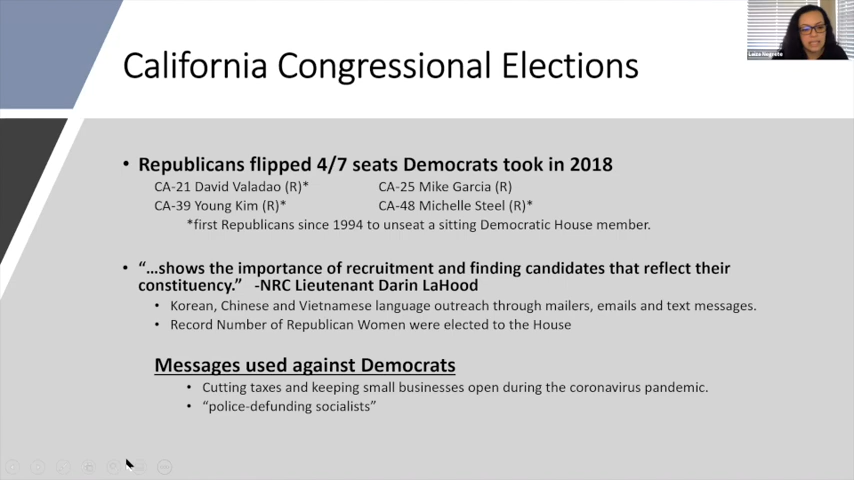 California Congressional Elections
• Republicans flipped 4/7 seats Democrats took in 2018
CA-21 David Valadao (R)* CA-25 Mike Garcia (R)
CA-39 Young Kim (R)* CA-48 Michelle Steel (R)*
*first Republicans since 1994 to unseat a sitting Democratic House member.
• “…shows the importance of recruitment and finding candidates that reflect their
constituency.” -NRC Lieutenant Darin LaHood
• Korean, Chinese and Vietnamese language outreach through mailers, emails and text messages.
• Record Number of Republican Women were elected to the House
Messages used against Democrats
• Cutting taxes and keeping small businesses open during the coronavirus pandemic.
• “police-defunding socialists”